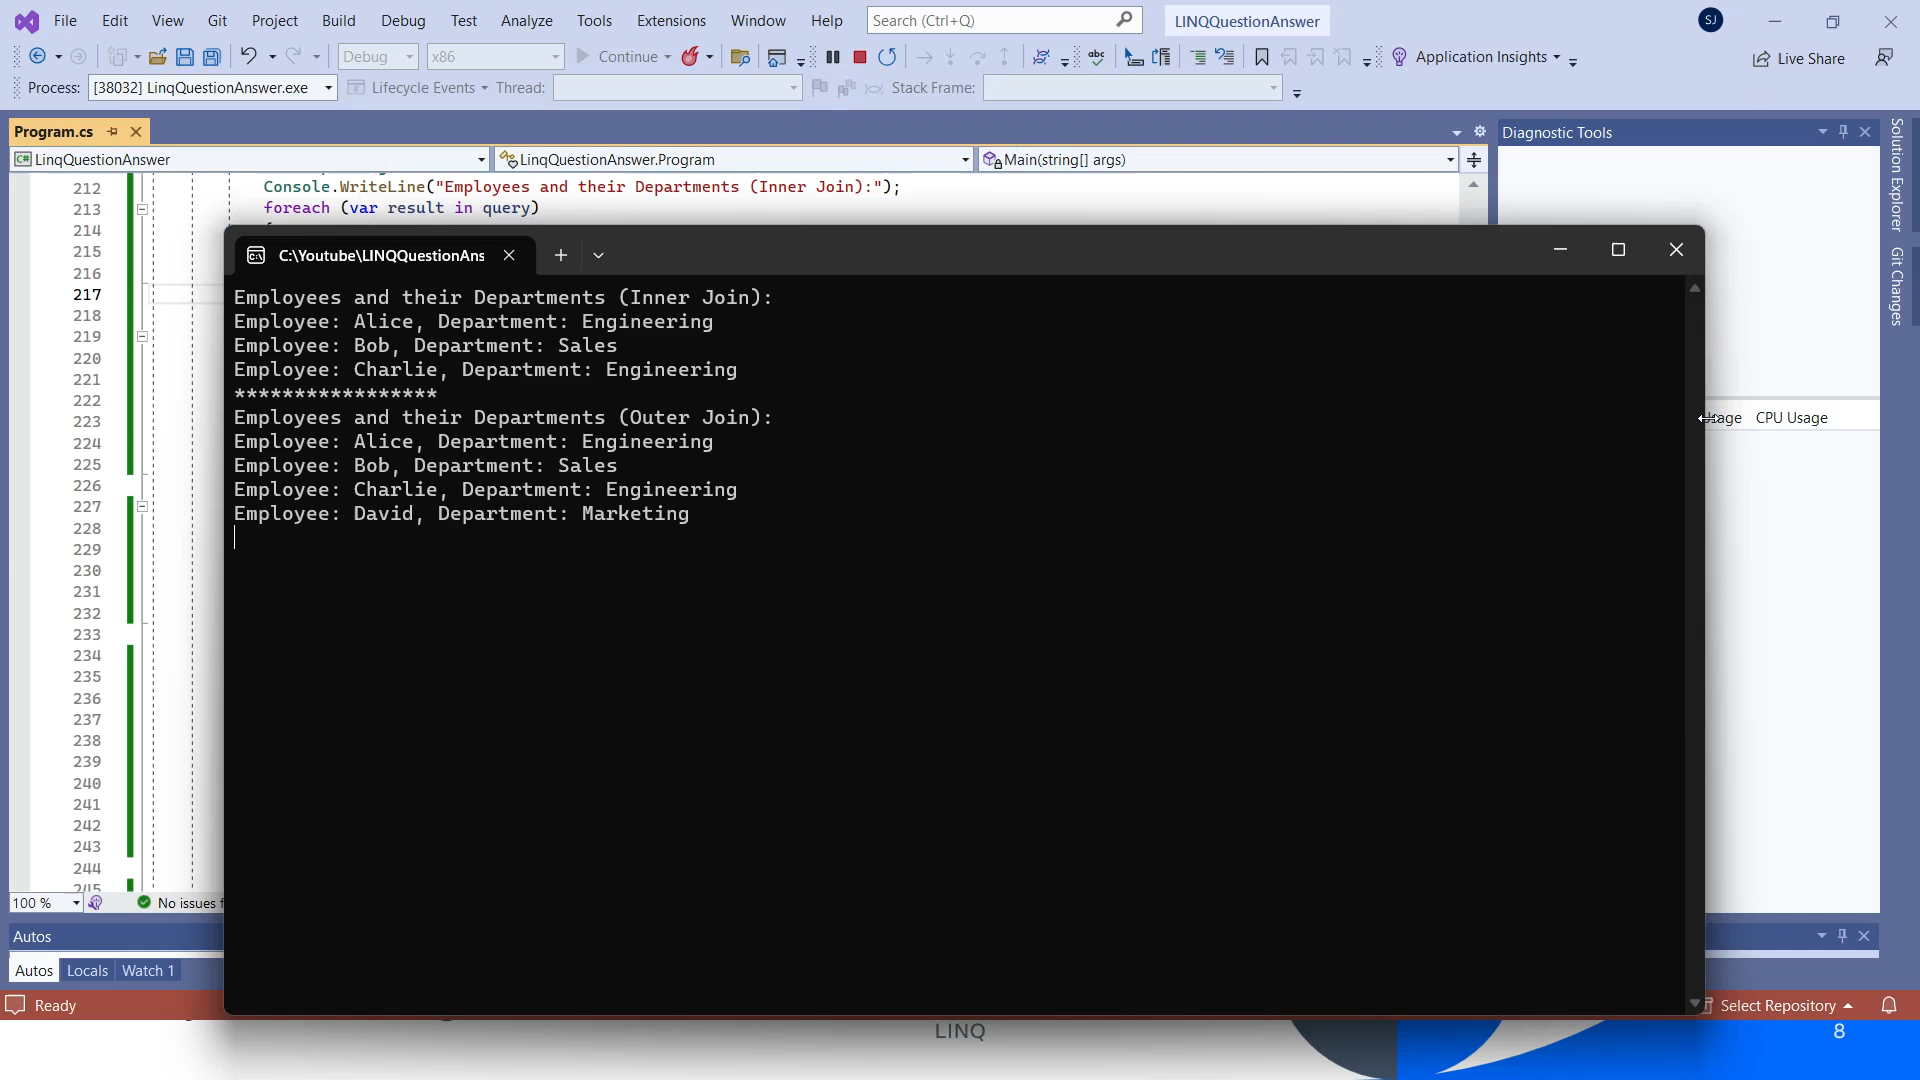 File Edit View Git Project Build Debug Test Analyze Tools Extensions Window Help Search (Ctrl+Q) LINQQuestionAnswer SJ
Debug x86 Continue abc Application Insights Live Share
Process: [38032] LinqQuestionAnswer.exe Lifecycle Events Thread: Stack Frame:
Program.cs
Diagnostic Tools
C# LinqQuestionAnswer LinqQuestionAnswer.Program Main(string[] args)
212 Console.WriteLine("Employees and their Departments (Inner Join):");
213 foreach (var result in query)
214
215
216
217
218
219
220
221
222
223
224
225
226
227
228
229
230
231
232
233
234
235
236
237
238
239
240
241
242
243
244
245
C:\Youtube\LINQQuestionAns
Employees and their Departments (Inner Join):
Employee: Alice, Department: Engineering
Employee: Bob, Department: Sales
Employee: Charlie, Department: Engineering
*****************
Employees and their Departments (Outer Join):
Employee: Alice, Department: Engineering
Employee: Bob, Department: Sales
Employee: Charlie, Department: Engineering
Employee: David, Department: Marketing
CPU Usage
Solution Explorer
Git Changes
100 % No issues
Autos
Autos Locals Watch 1
Ready Select Repository
LINQ 8